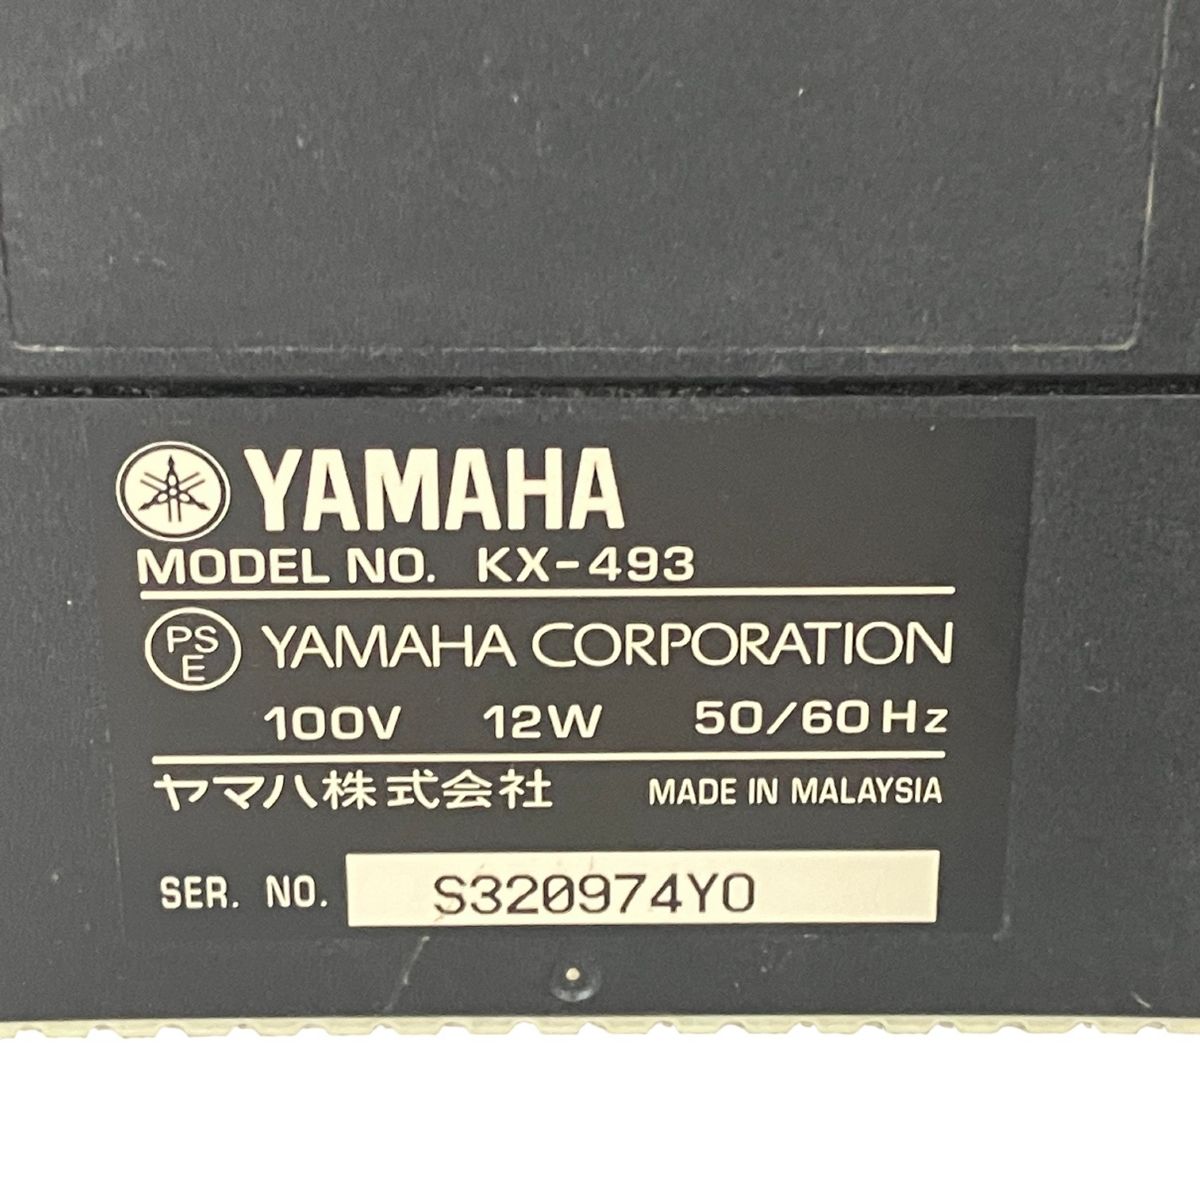 YAMAHA
MODEL NO. KX-493
PSE YAMAHA CORPORATION
100V 12W 50/60Hz
ヤマハ株式会社 MADE IN MALAYSIA
SER. NO. S320974YO